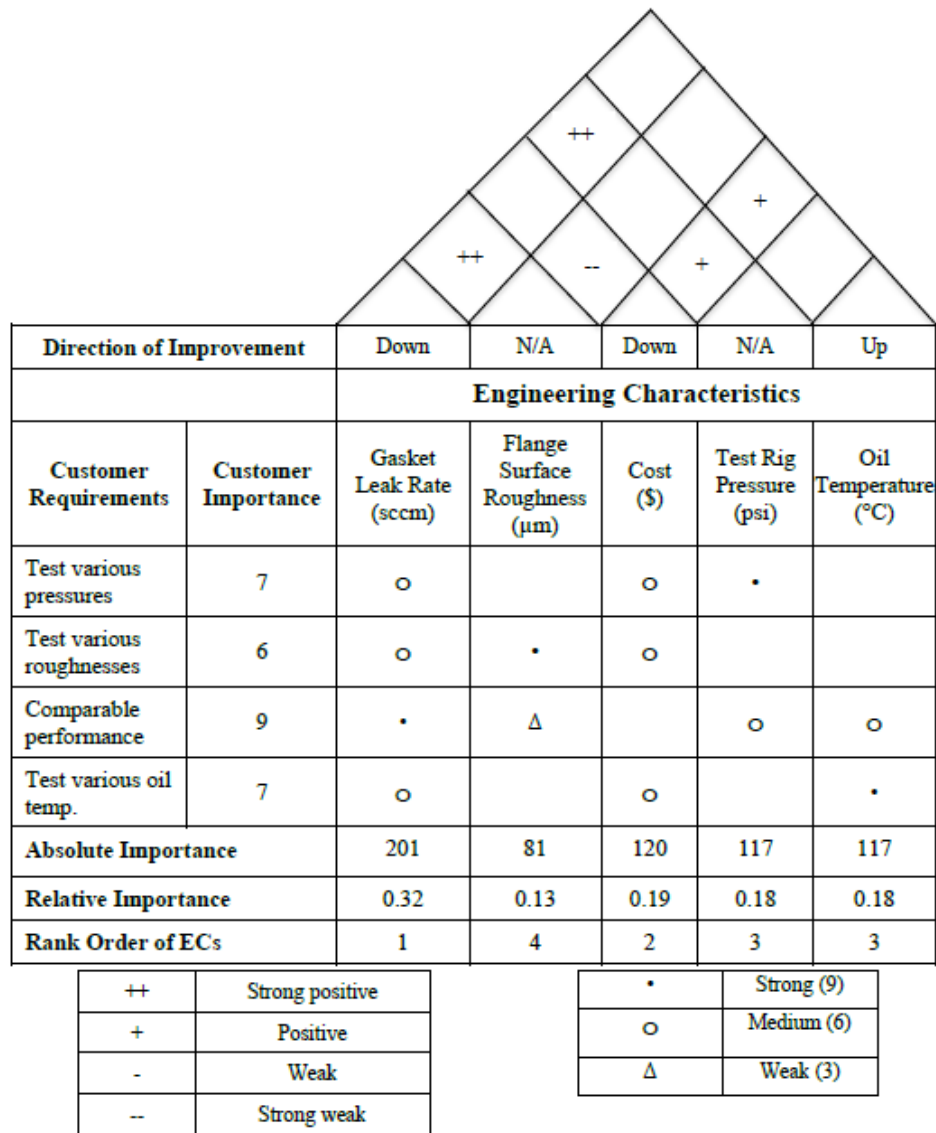 ++
+
++
--
+
Direction of Improvement Down N/A Down N/A Up
Engineering Characteristics
Customer Requirements Customer Importance Gasket Leak Rate (sccm) Flange Surface Roughness (µm) Cost ($) Test Rig Pressure (psi) Oil Temperature (°C)
Test various pressures 7 o o •
Test various roughnesses 6 o • o
Comparable performance 9 • Δ o o
Test various oil temp. 7 o o •
Absolute Importance 201 81 120 117 117
Relative Importance 0.32 0.13 0.19 0.18 0.18
Rank Order of ECs 1 4 2 3 3
++ Strong positive
+ Positive
- Weak
-- Strong weak
• Strong (9)
o Medium (6)
Δ Weak (3)